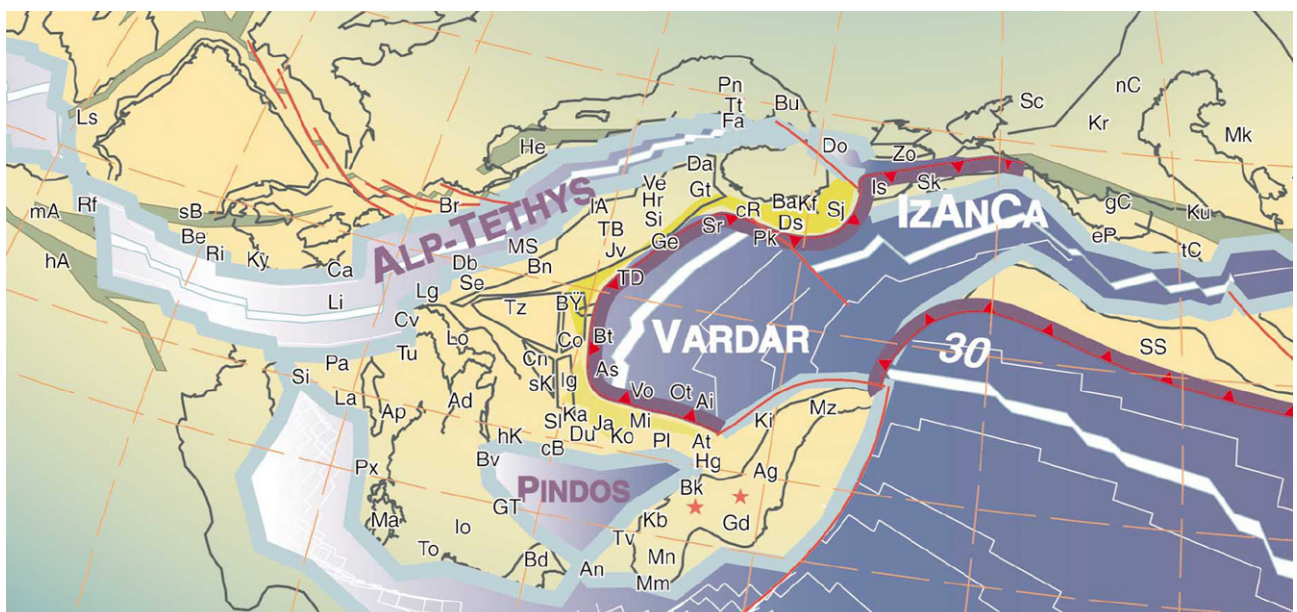 Pn
nC
Tt
Bu
Sc
Ls
Fa
Kr
Mk
He
Do
Zo
Da
Ve
Is
Sk
Rf
Gt
Hr
IA
Br
cR
Ba
Kf
Sj
gC
Ku
mA
sB
Si
Sr
Ds
IZANCA
Be
TB
Pk
eP
Ri
MS
Ge
tC
hA
Ky
Jv
ALP-TETHYS
Ca
Db
Bn
Se
TD
Li
Lg
BŸ
Tz
Cv
Lo
Co
Bt
VARDAR
30
SS
Tu
Cn
Pa
As
Si
sK
Ig
Vo
Ot
La
Ad
Ai
Ap
Sl
Ka
Ja
Mi
Ki
Mz
hK
Du
Ko
Pl
At
cB
Bv
Hg
Px
Ag
PINDOS
Bk
GT
Ma
Io
Kb
Gd
To
Tv
Bd
Mn
An
Mm